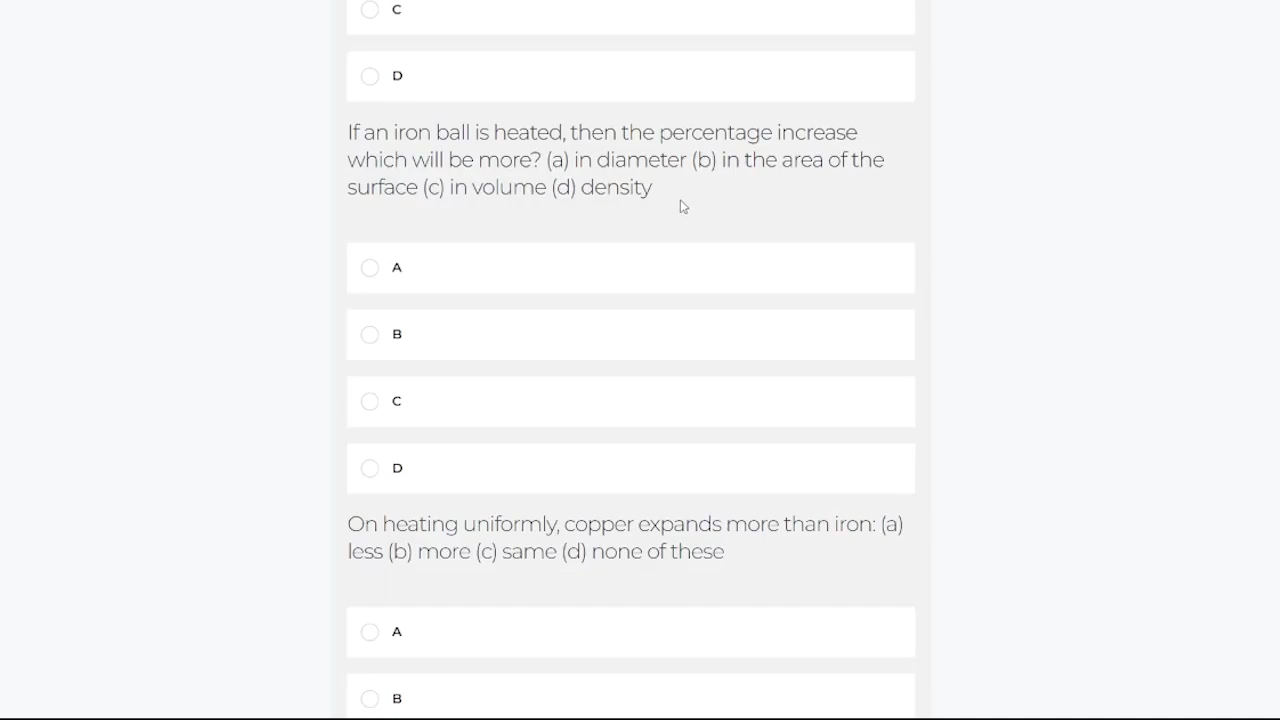 C
D
If an iron ball is heated, then the percentage increase
which will be more? (a) in diameter (b) in the area of the
surface (c) in volume (d) density
A
B
C
D
On heating uniformly, copper expands more than iron: (a)
less (b) more (c) same (d) none of these
A
B